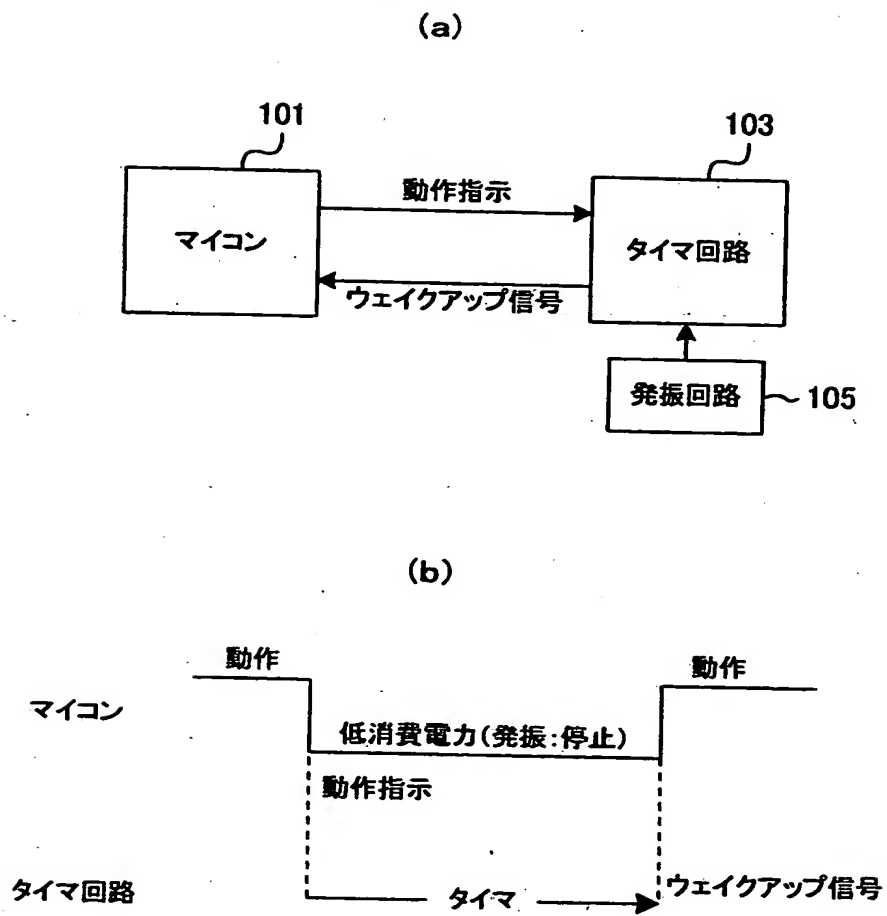 (a)
101
103
マイコン
動作指示
タイマ回路
ウェイクアップ信号
発振回路
105
(b)
動作
動作
マイコン
低消費電力(発振:停止)
動作指示
タイマ回路
タイマ
ウェイクアップ信号